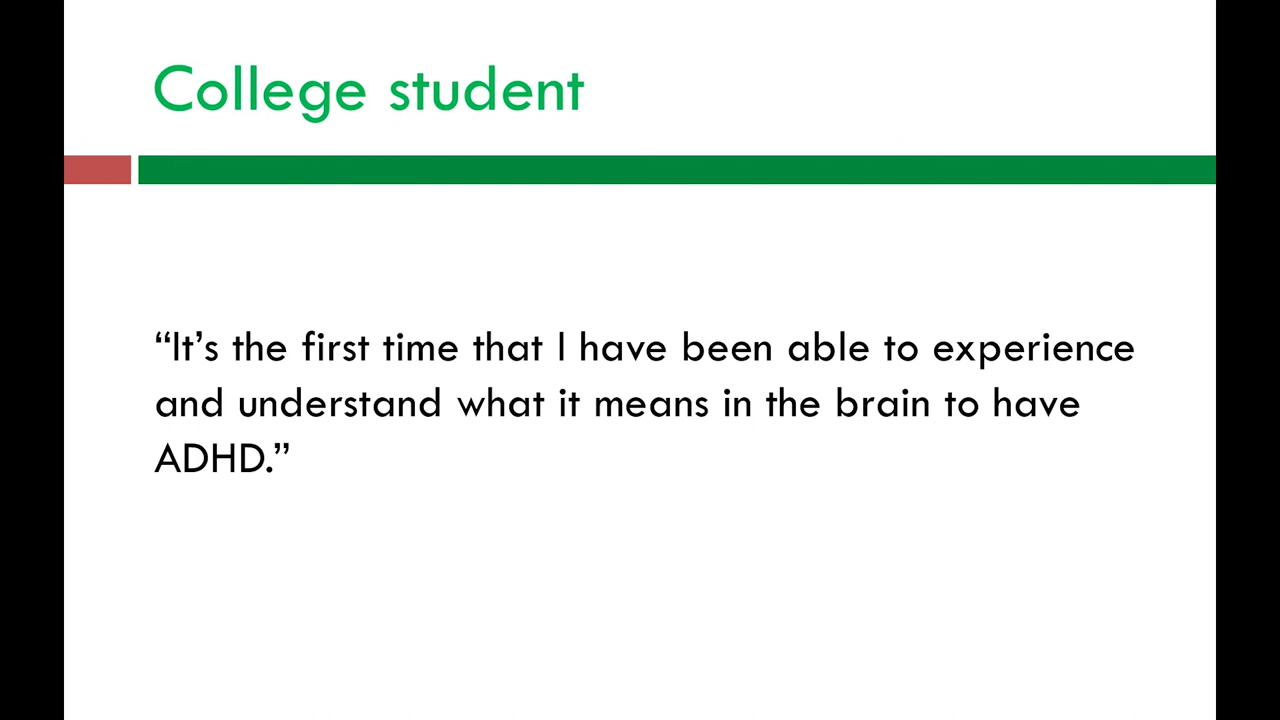 College student
“It’s the first time that I have been able to experience
and understand what it means in the brain to have
ADHD.”